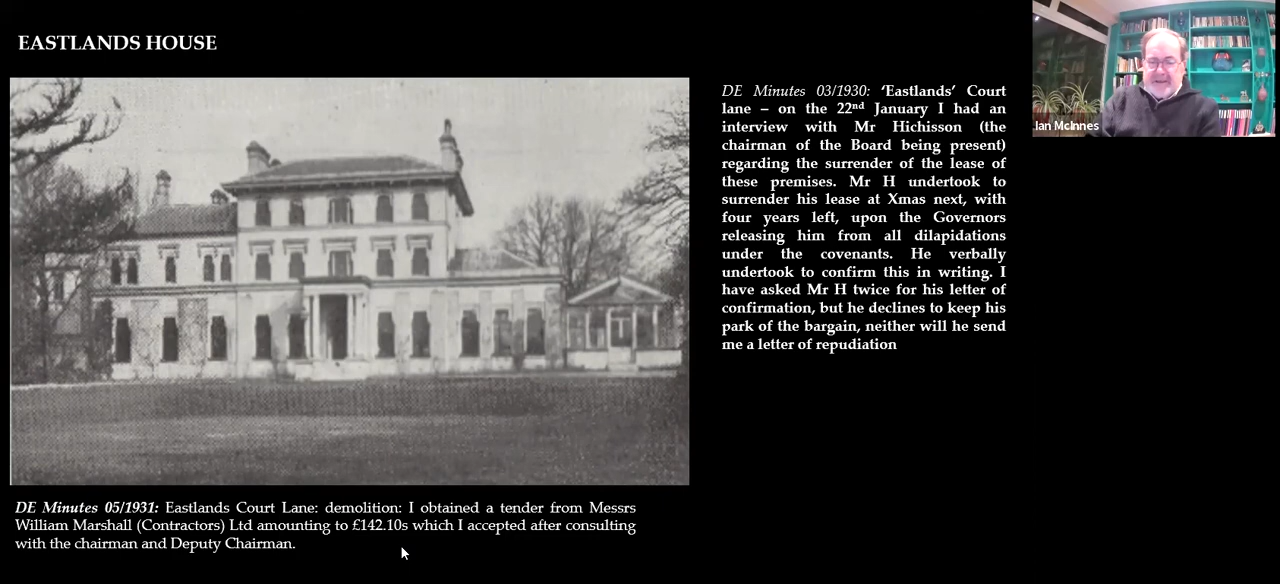 EASTLANDS HOUSE
DE Minutes 03/1930: ‘Eastlands’ Court
lane – on the 22nd January I had an
interview with Mr Hichisson (the
chairman of the Board being present)
regarding the surrender of the lease of
these premises. Mr H undertook to
surrender his lease at Xmas next, with
four years left, upon the Governors
releasing him from all dilapidations
under the covenants. He verbally
undertook to confirm this in writing. I
have asked Mr H twice for his letter of
confirmation, but he declines to keep his
park of the bargain, neither will he send
me a letter of repudiation
Ian McInnes
DE Minutes 05/1931: Eastlands Court Lane: demolition: I obtained a tender from Messrs
William Marshall (Contractors) Ltd amounting to £142.10s which I accepted after consulting
with the chairman and Deputy Chairman.